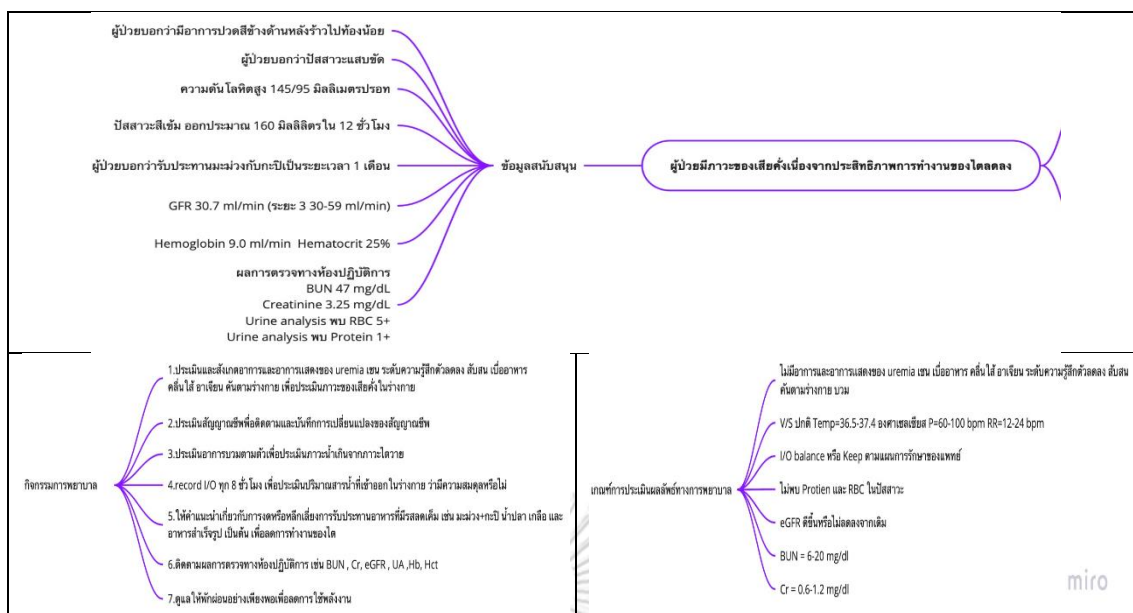 ผู้ป่วยบอกว่ามีอาการปวดสีข้างด้านหลังร้าวไปท้องน้อย
ผู้ป่วยบอกว่าปัสสาวะแสบขัด
ความดันโลหิตสูง 145/95 มิลลิเมตรปรอท
ปัสสาวะสีเข้ม ออกประมาณ 160 มิลลิลิตรใน 12 ชั่วโมง
ผู้ป่วยบอกว่ารับประทานมะม่วงกับกะปิเป็นระยะเวลา 1 เดือน
GFR 30.7 ml/min (ระยะ 3 30-59 ml/min)
Hemoglobin 9.0 ml/min Hematocrit 25%
ผลการตรวจทางห้องปฏิบัติการ
BUN 47 mg/dL
Creatinine 3.25 mg/dL
Urine analysis พบ RBC 5+
Urine analysis พบ Protein 1+
ข้อมูลสนับสนุน
ผู้ป่วยมีภาวะของเสียคั่งเนื่องจากประสิทธิภาพการทำงานของไตลดลง
กิจกรรมการพยาบาล
1.ประเมินและสังเกตอาการและอาการแสดงของ uremia เชน ระดับความรู้สึกตัวลดลง สับสน เบื่ออาหาร
คลื่นไส้ อาเจียน คันตามร่างกาย เพื่อประเมินภาวะของเสียคั่งในร่างกาย
2.ประเมินสัญญาณชีพพื่อติดตามและบันทึกการเปลี่ยนแปลงของสัญญาณชีพ
3.ประเมินอาการบวมตามตัวเพื่อประเมินภาวะน้ำเกินจากภาวะไตวาย
4.record I/O ทุก 8 ชั่วโมง เพื่อประเมินปริมาณสารน้ำที่เข้าออกในร่างกาย ว่ามีความสมดุลหรือไม่
5.ให้คำแนะนำเกี่ยวกับการงดหรือหลีกเลี่ยงการรับประทานอาหารที่มีรสลดเค็ม เช่น มะม่วง+กะปิ น้ำปลา เกลือ และ
อาหารสำเร็จรูป เป็นต้น เพื่อลดการทำงานของไต
6.ติดตามผลการตรวจทางห้องปฏิบัติการ เช่น BUN , Cr, eGFR , UA ,Hb, Hct
7.ดูแลให้พักผ่อนอย่างเพียงพอเพื่อลดการใช้พลังงาน
เกณฑ์การประเมินผลลัพธ์ทางการพยาบาล
ไม่มีอาการและอาการแสดงของ uremia เชน เบื่ออาหาร คลื่นไส้ อาเจียน ระดับความรู้สึกตัวลดลง สับสน
คันตามร่างกาย บวม
V/S ปกติ Temp=36.5-37.4 องศาเซลเซียส P=60-100 bpm RR=12-24 bpm
I/O balance หรือ Keep ตามแผนการรักษาของแพทย์
ไม่พบ Protien และ RBC ในปัสสาวะ
eGFR ดีขึ้นหรือไม่ลดลงจากเดิม
BUN = 6-20 mg/dl
Cr = 0.6-1.2 mg/dl
miro